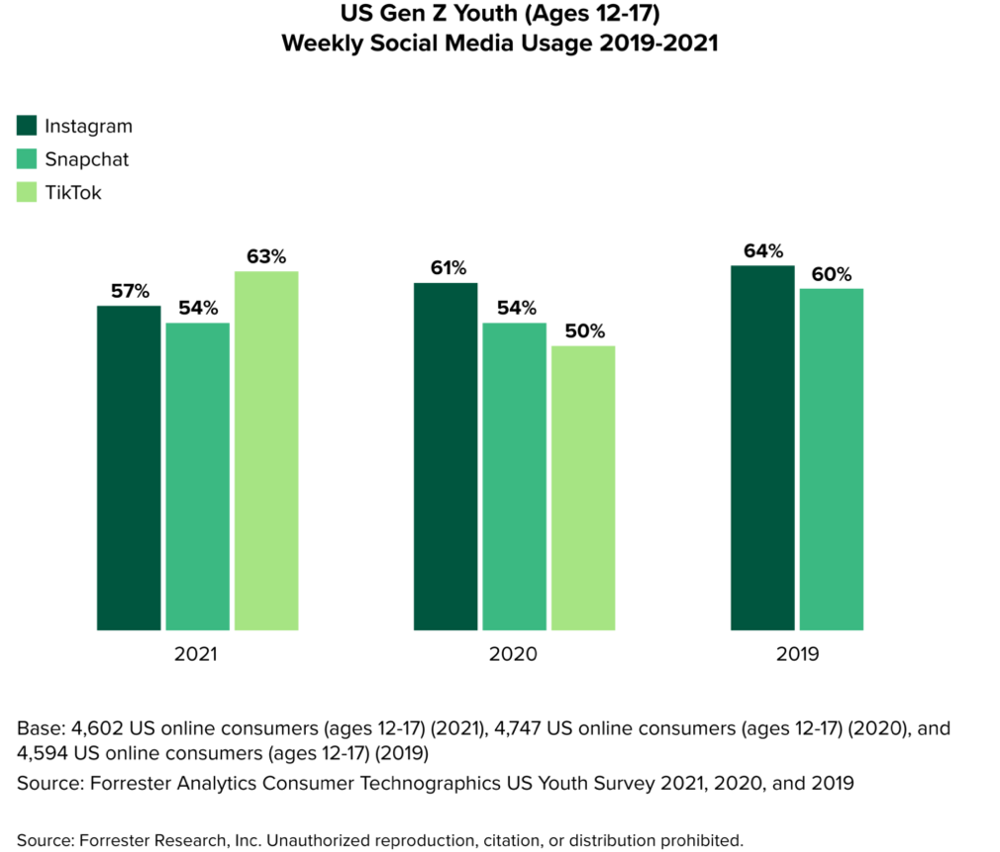 US Gen Z Youth (Ages 12-17)
Weekly Social Media Usage 2019-2021
Instagram
Snapchat
TikTok
57%
54%
63%
61%
54%
50%
64%
60%
2021
2020
2019
Base: 4,602 US online consumers (ages 12-17) (2021), 4,747 US online consumers (ages 12-17) (2020), and
4,594 US online consumers (ages 12-17) (2019)
Source: Forrester Analytics Consumer Technographics US Youth Survey 2021, 2020, and 2019
Source: Forrester Research, Inc. Unauthorized reproduction, citation, or distribution prohibited.